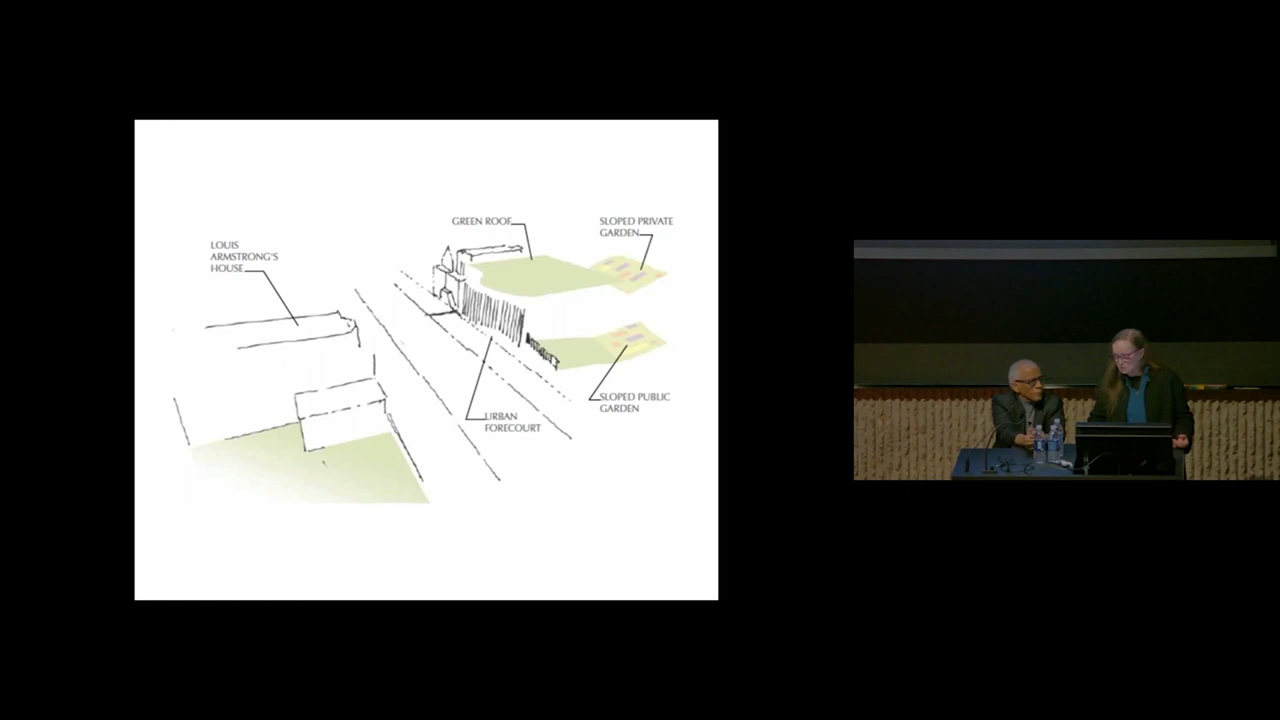 GREEN ROOF
SLOPED PRIVATE
GARDEN
LOUIS
ARMSTRONG'S
HOUSE
SLOPED PUBLIC
GARDEN
URBAN
FORECOURT